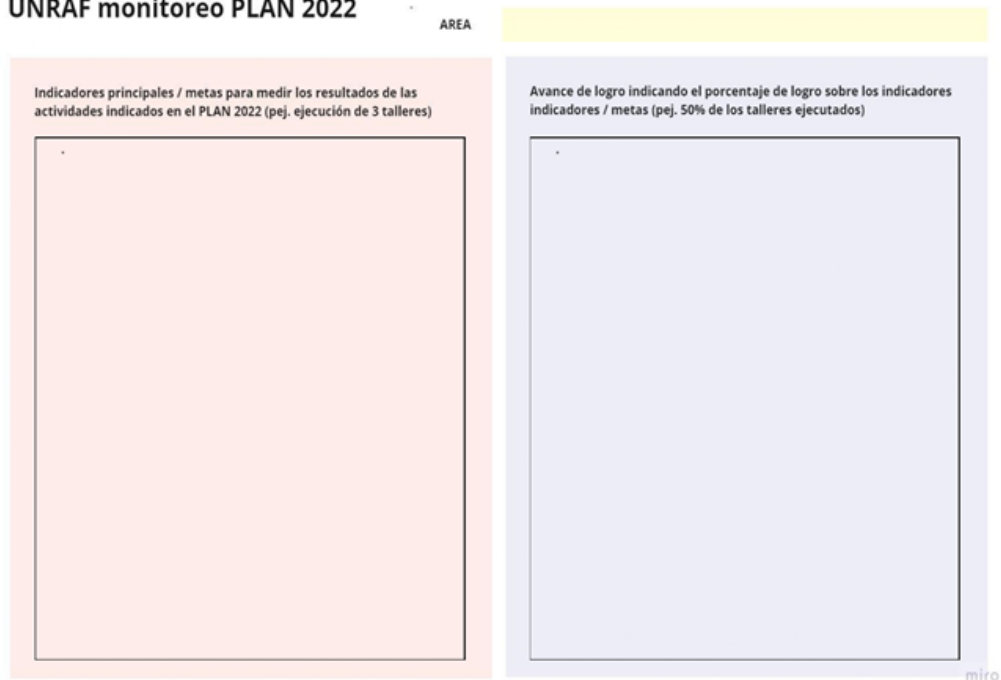 UNRAF monitoreo PLAN 2022
AREA
Indicadores principales / metas para medir los resultados de las
actividades indicados en el PLAN 2022 (pej. ejecución de 3 talleres)
Avance de logro indicando el porcentaje de logro sobre los indicadores
indicadores / metas (pej. 50% de los talleres ejecutados)
miro